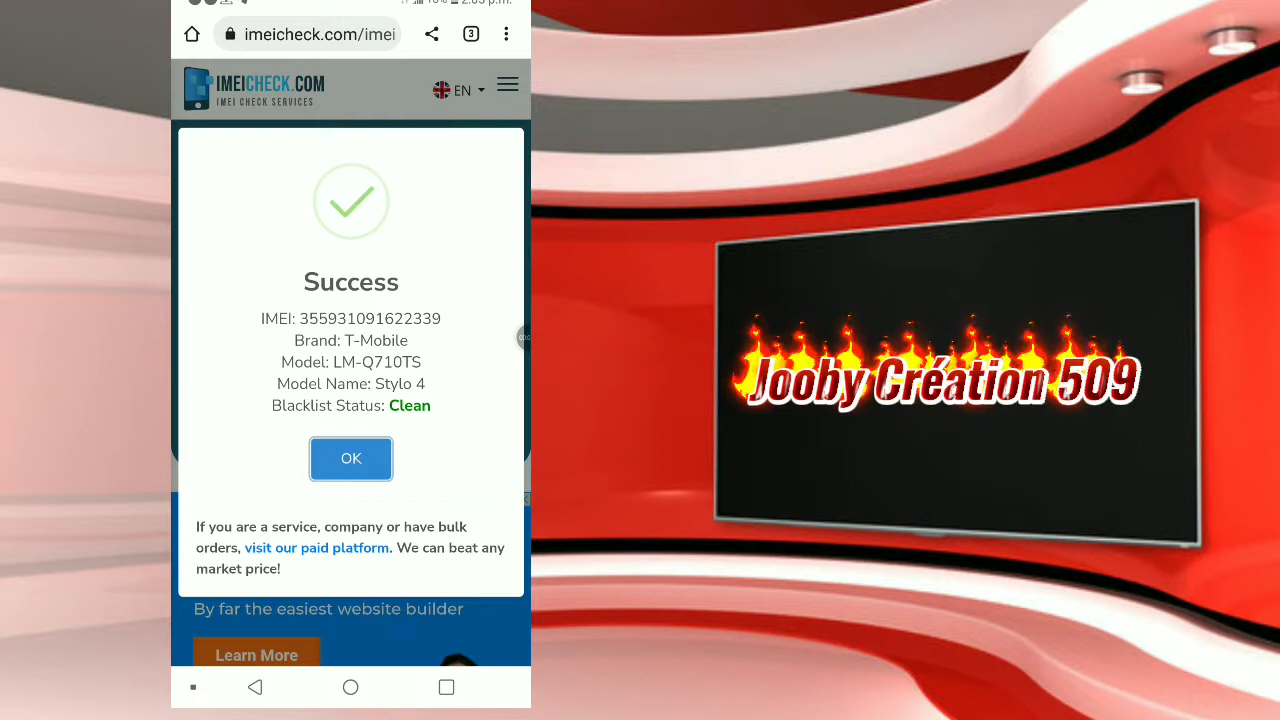 imeicheck.com/imei
3
IMEICHECK.COM
IMEI CHECK SERVICES
EN
Success
IMEI: 355931091622339
Brand: T-Mobile
Model: LM-Q710TS
Model Name: Stylo 4
Blacklist Status: Clean
OK
If you are a service, company or have bulk
orders, visit our paid platform. We can beat any
market price!
By far the easiest website builder
Learn More
Jooby Création 509